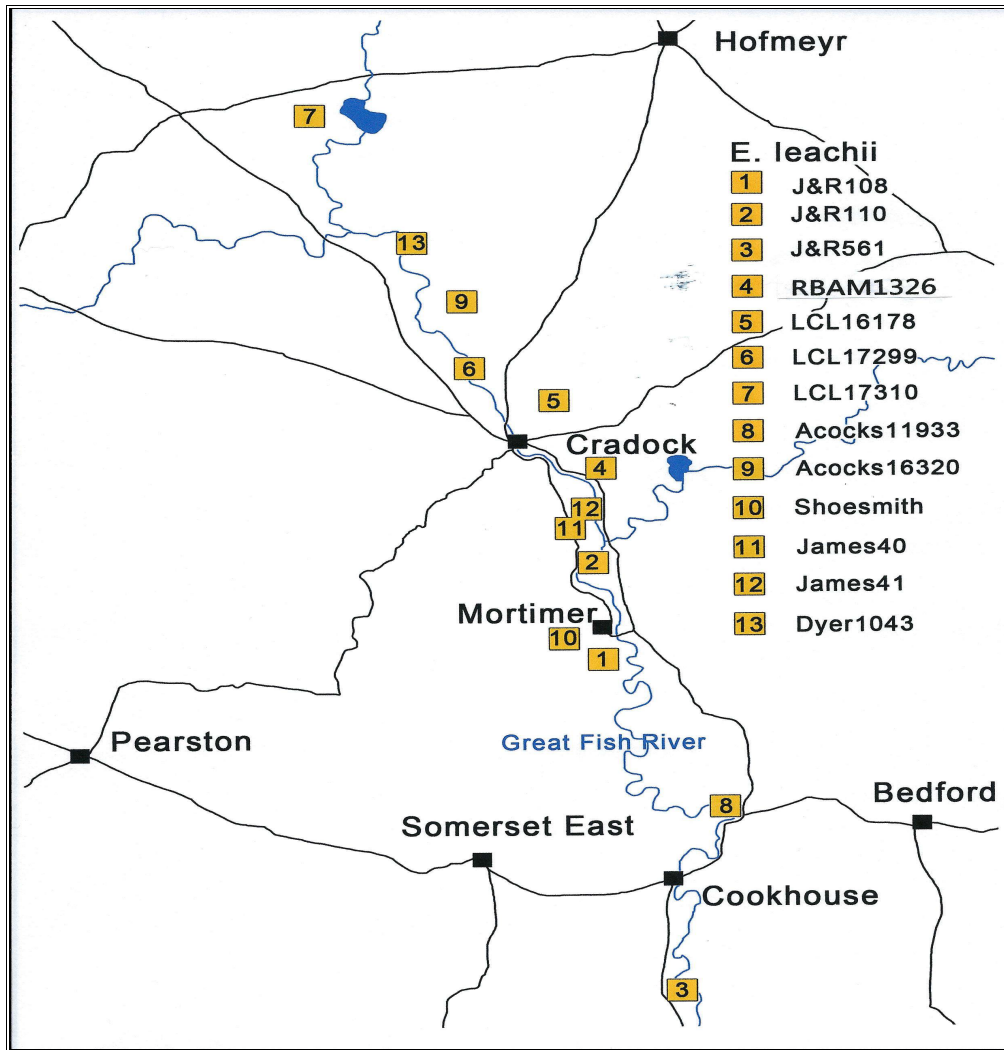 Hofmeyr
7
E. leachii
1 J&R108
2 J&R110
3 J&R561
4 RBAM1326
5 LCL16178
6 LCL17299
7 LCL17310
8 Acocks11933
9 Acocks16320
10 Shoesmith
11 James40
12 James41
13 Dyer1043
13
9
6
5
Cradock
4
12
11
2
Mortimer
10
1
Pearston
Great Fish River
8
Bedford
Somerset East
Cookhouse
3